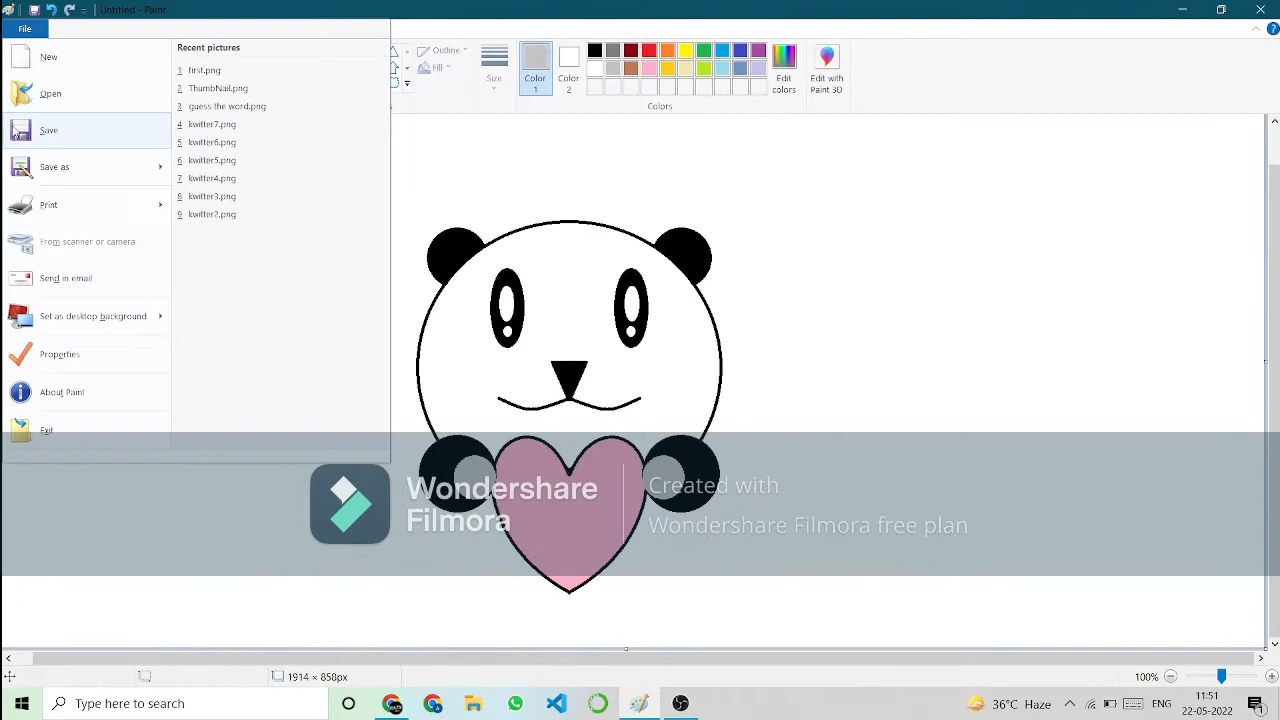 Untitled - Paint
File
New
Open
Save
Save as
Print
From scanner or camera
Send in email
Set as desktop background
Properties
About Paint
Exit
Recent pictures
1 first.png
2 ThumbNail.png
3 guess the word.png
4 kwitter7.png
5 kwitter6.png
6 kwitter5.png
7 kwitter4.png
8 kwitter3.png
9 kwitter2.png
Outline
Fill
Size
Color
1
Color
2
Edit
colors
Edit with
Paint 3D
Colors
Wondershare
Filmora
Created with
Wondershare Filmora free plan
1914 × 858px
100%
Type here to search
36°C Haze
11:51
22-05-2022